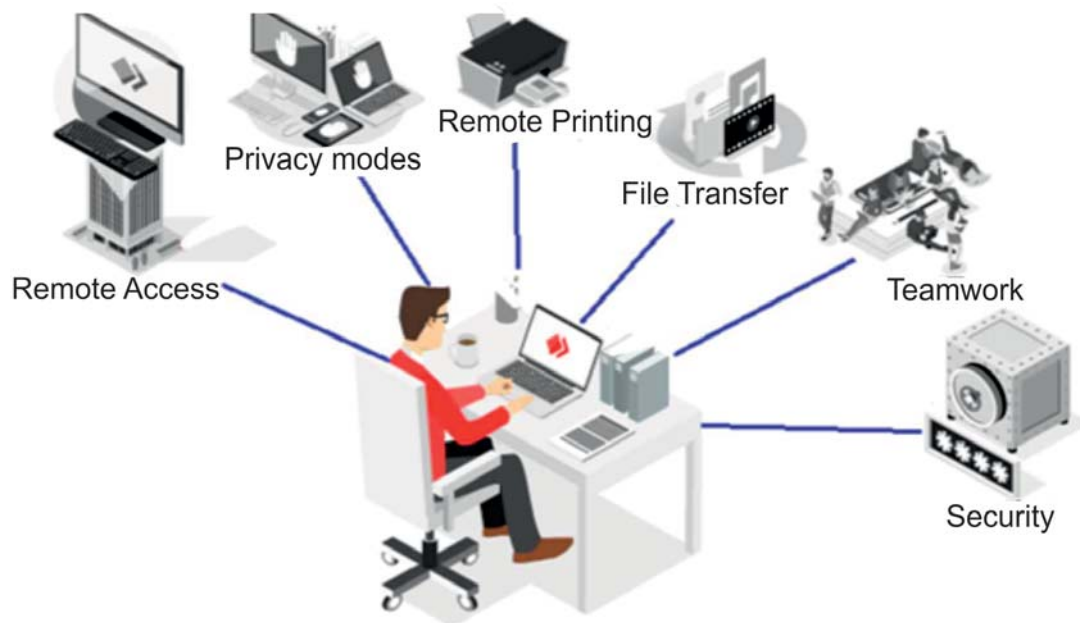 Remote Access
Privacy modes
Remote Printing
File Transfer
Teamwork
Security